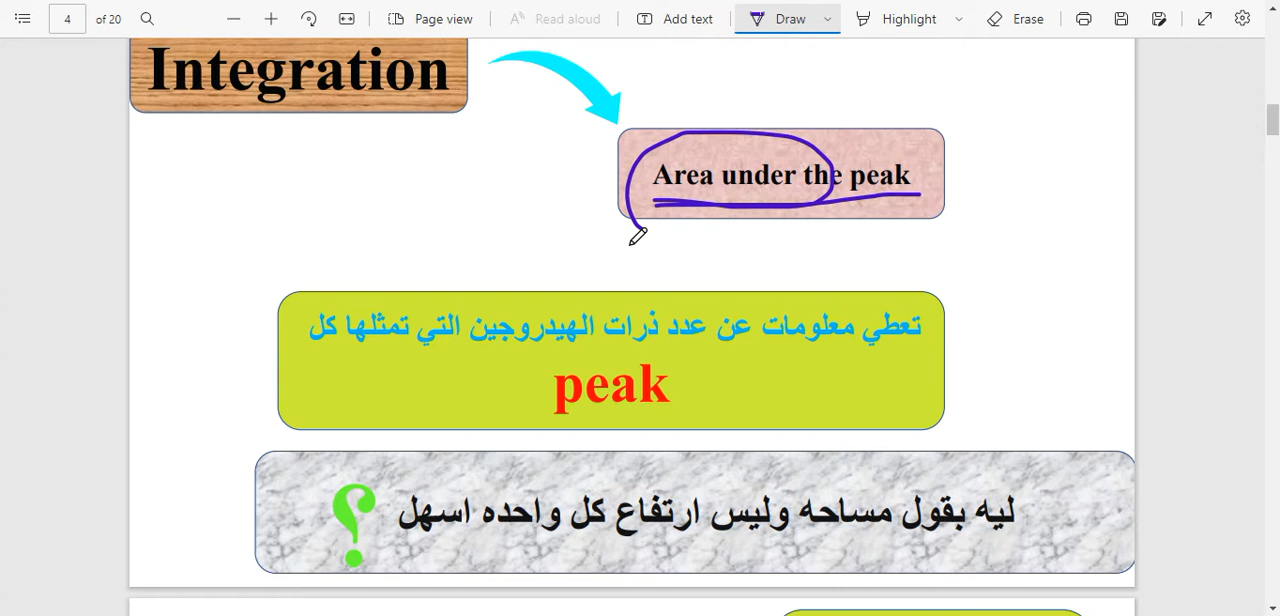 4 of 20 Page view Read aloud Add text Draw Highlight Erase
Integration
Area under the peak
تعطي معلومات عن عدد ذرات الهيدروجين التي تمثلها كل
peak
ليه بقول مساحه وليس ارتفاع كل واحده اسهل ؟